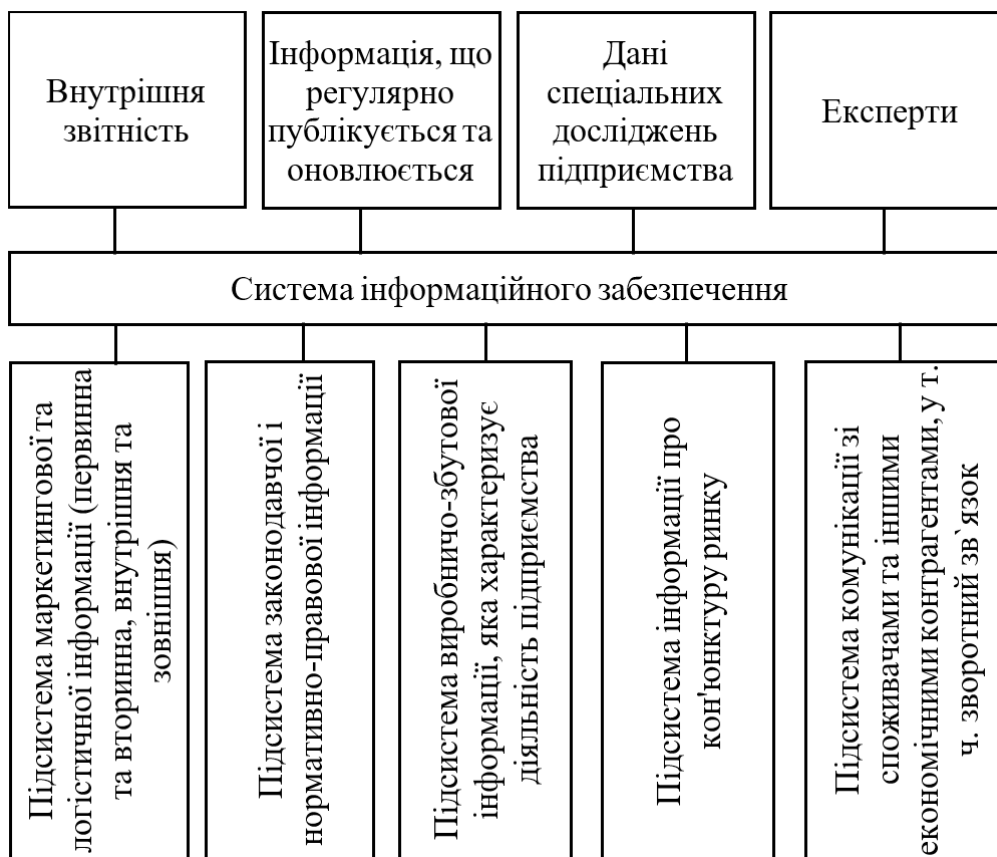 Внутрішня
звітність
Інформація, що
регулярно
публікується та
оновлюється
Дані
спеціальних
досліджень
підприємства
Експерти
Система інформаційного забезпечення
Підсистема маркетингової та
логістичної інформації (первинна
та вторинна, внутрішня та
зовнішня)
Підсистема законодавчої і
нормативно-правової інформації
Підсистема виробничо-збутової
інформації, яка характеризує
діяльність підприємства
Підсистема інформації про
кон'юнктуру ринку
Підсистема комунікації зі
споживачами та іншими
економічними контрагентами, у т.
ч. зворотний зв`язок